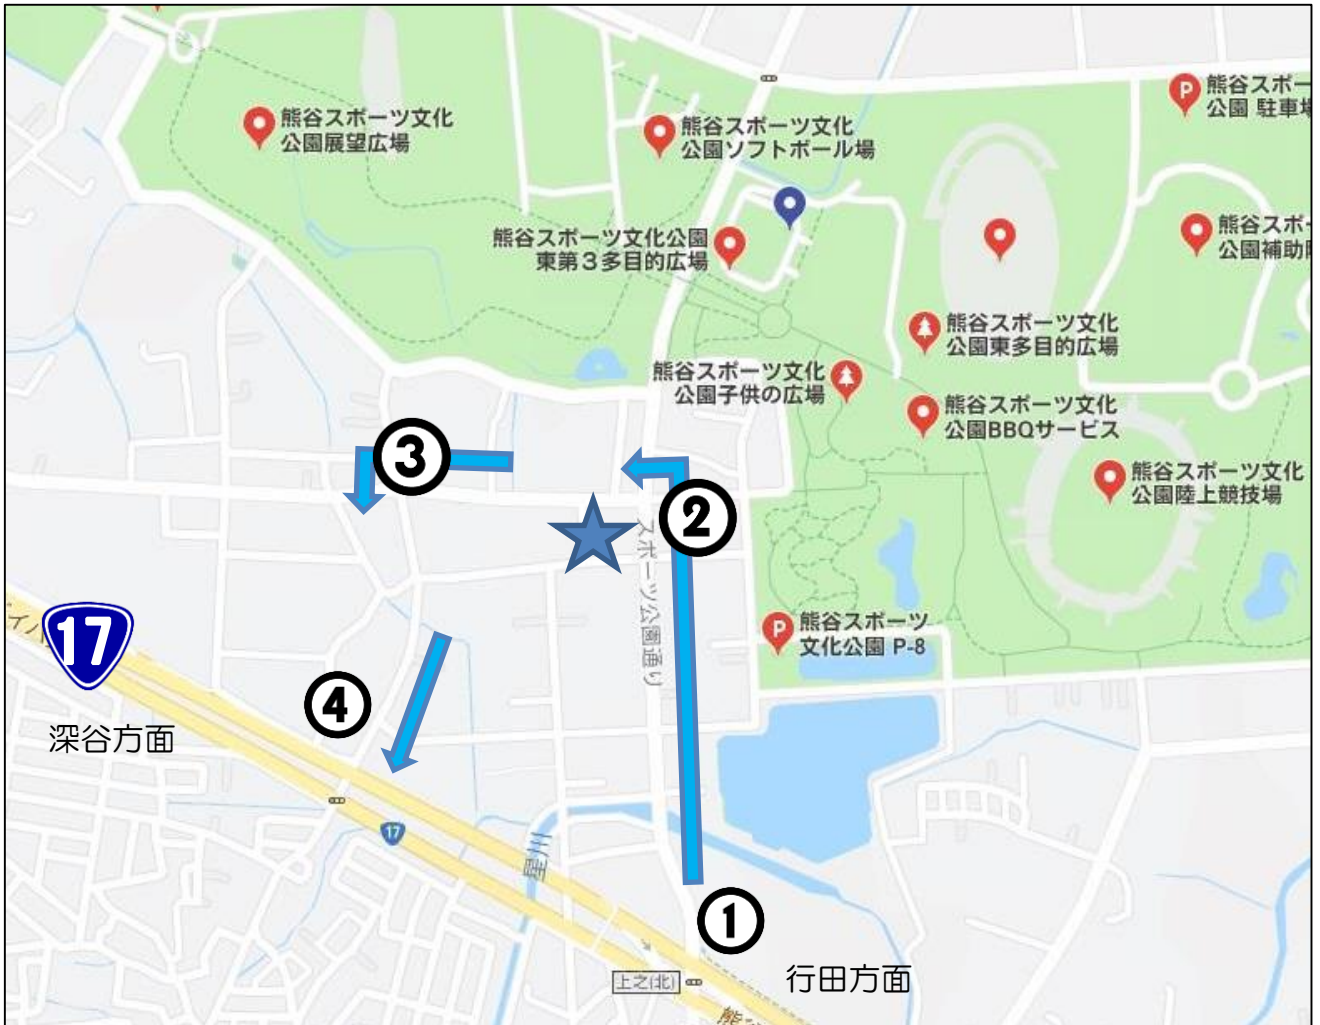 熊谷スポーツ文化
公園展望広場
熊谷スポーツ文化
公園ソフトボール場
P
熊谷スポー
公園 駐車場
熊谷スポーツ文化公園
東第3多目的広場
熊谷スポー
公園補助
熊谷スポーツ文化
公園東多目的広場
熊谷スポーツ文化
公園子供の広場
熊谷スポーツ文化
公園BBQサービス
③
②
熊谷スポーツ文化
公園陸上競技場
スポーツ公園通り
17
P
熊谷スポーツ
文化公園 P-8
深谷方面
④
17
①
上之(北)
行田方面